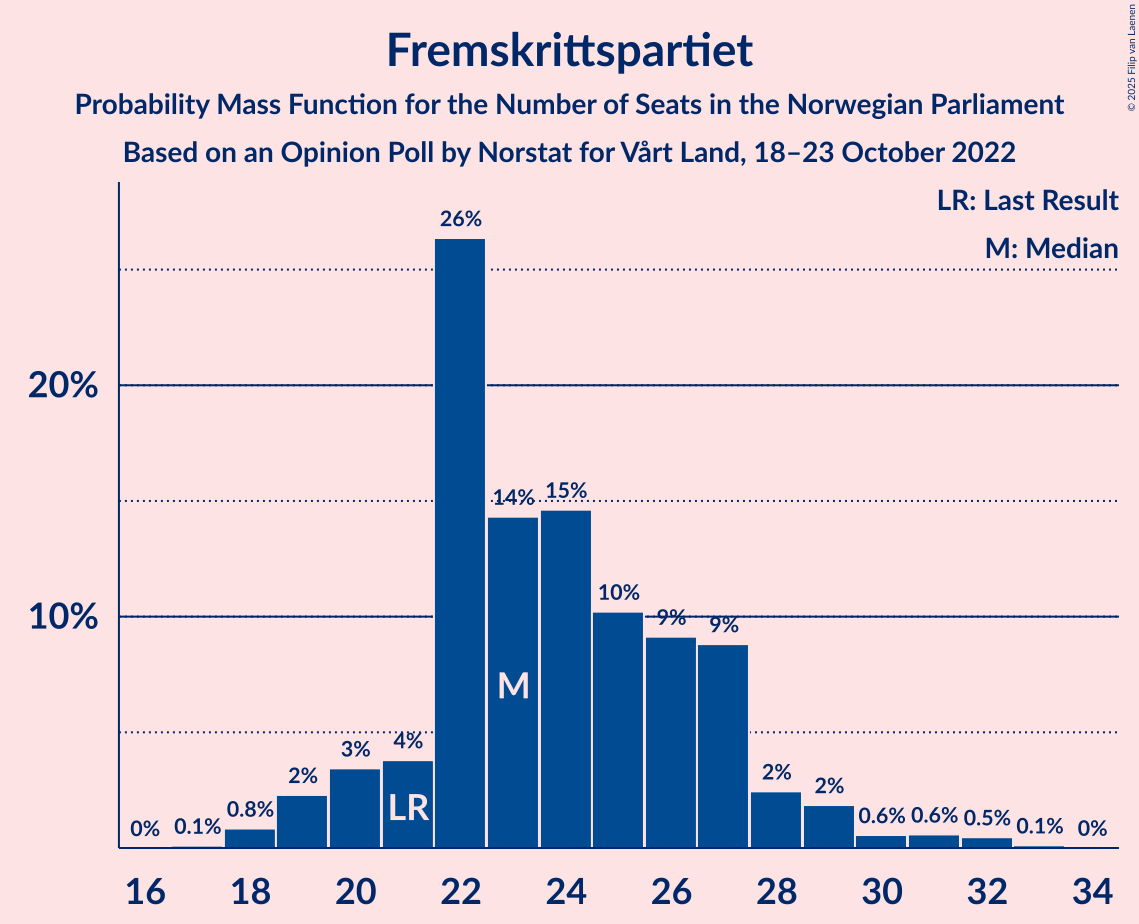 Fremskrittspartiet
Probability Mass Function for the Number of Seats in the Norwegian Parliament
Based on an Opinion Poll by Norstat for Vårt Land, 18–23 October 2022
© 2025 Filip van Laenen
LR: Last Result
M: Median
20%
10%
0%
0.1%
0.8%
2%
3%
4%
26%
14%
15%
10%
9%
9%
2%
2%
0.6%
0.6%
0.5%
0.1%
0%
LR
M
16 18 20 22 24 26 28 30 32 34